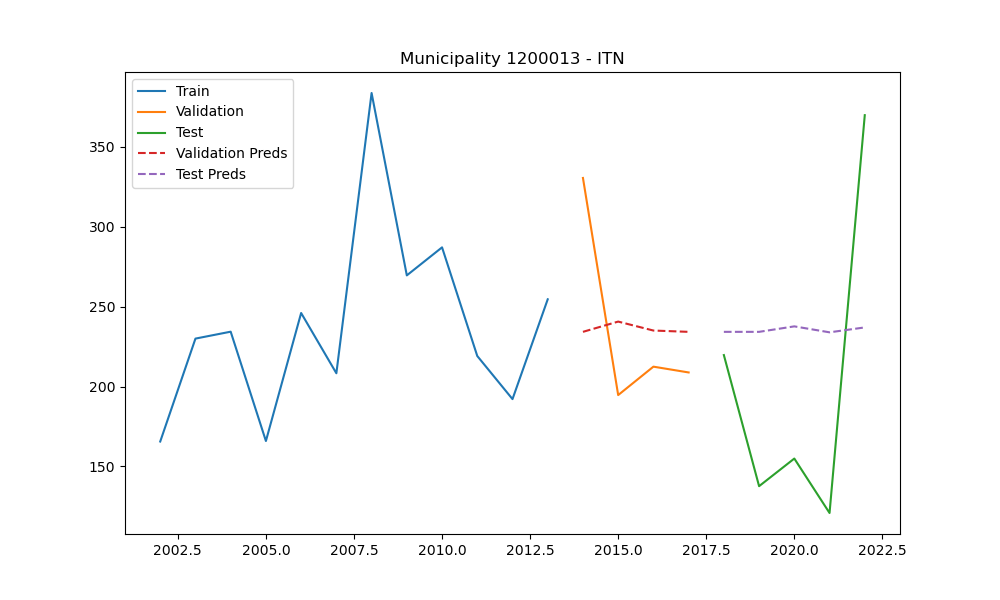 Municipality 1200013 - ITN
Train
Validation
Test
Validation Preds
Test Preds
350
300
250
200
150
2002.5 2005.0 2007.5 2010.0 2012.5 2015.0 2017.5 2020.0 2022.5